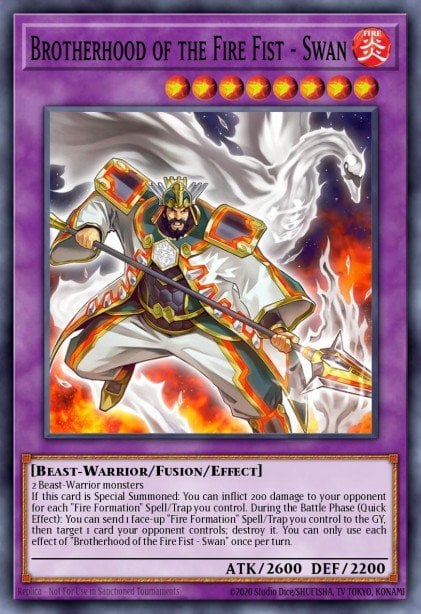 BROTHERHOOD OF THE FIRE FIST - SWAN
FIRE
炎
[BEAST-WARRIOR/FUSION/EFFECT]
2 Beast-Warrior monsters
If this card is Special Summoned: You can inflict 200 damage to your opponent
for each "Fire Formation" Spell/Trap you control. During the Battle Phase (Quick
Effect): You can send 1 face-up "Fire Formation" Spell/Trap you control to the GY,
then target 1 card your opponent controls; destroy it. You can only use each
effect of "Brotherhood of the Fire Fist - Swan" once per turn.
ATK/2600 DEF/2200
Replica - Not For Use in Sanctioned Tournaments
©2020 Studio Dice/SHUEISHA, TV TOKYO, KONAMI